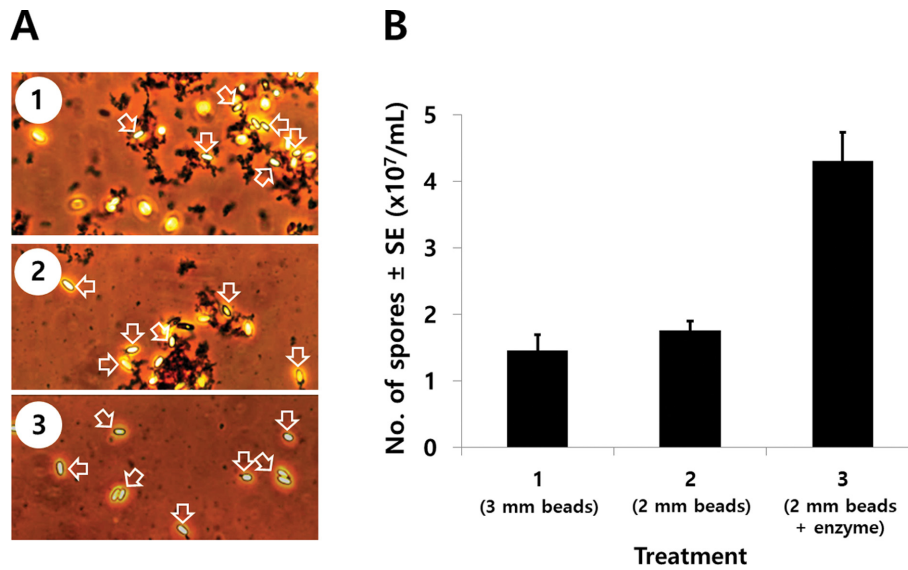 A
1
2
3
B
No. of spores ± SE (x10⁷/mL)
5
4
3
2
1
0
1
(3 mm beads)
2
(2 mm beads)
3
(2 mm beads
+ enzyme)
Treatment